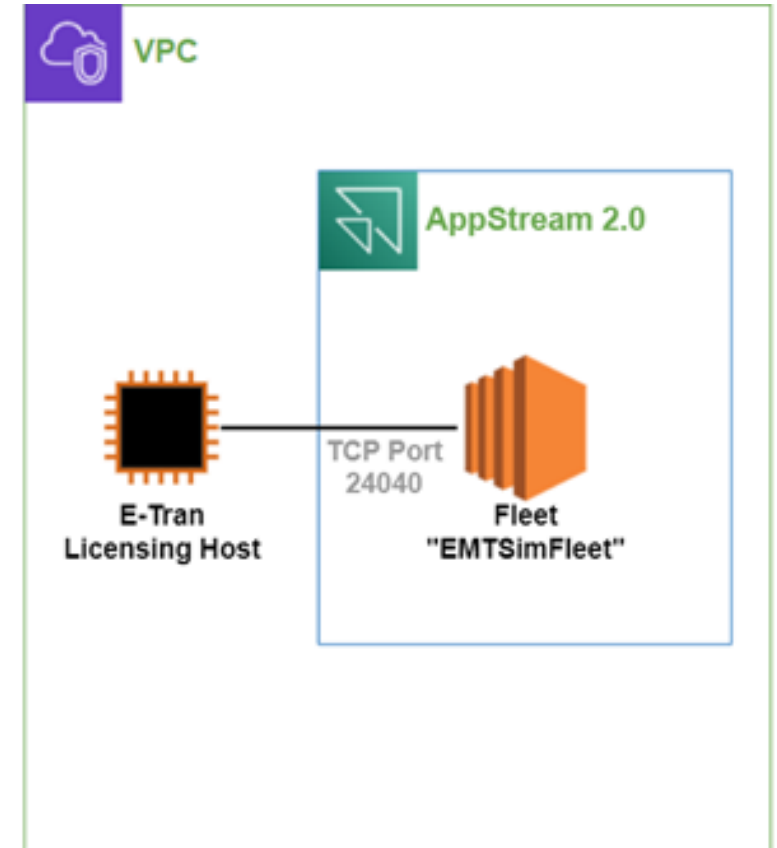 VPC
AppStream 2.0
TCP Port
24040
E-Tran
Licensing Host
Fleet
"EMTSimFleet"